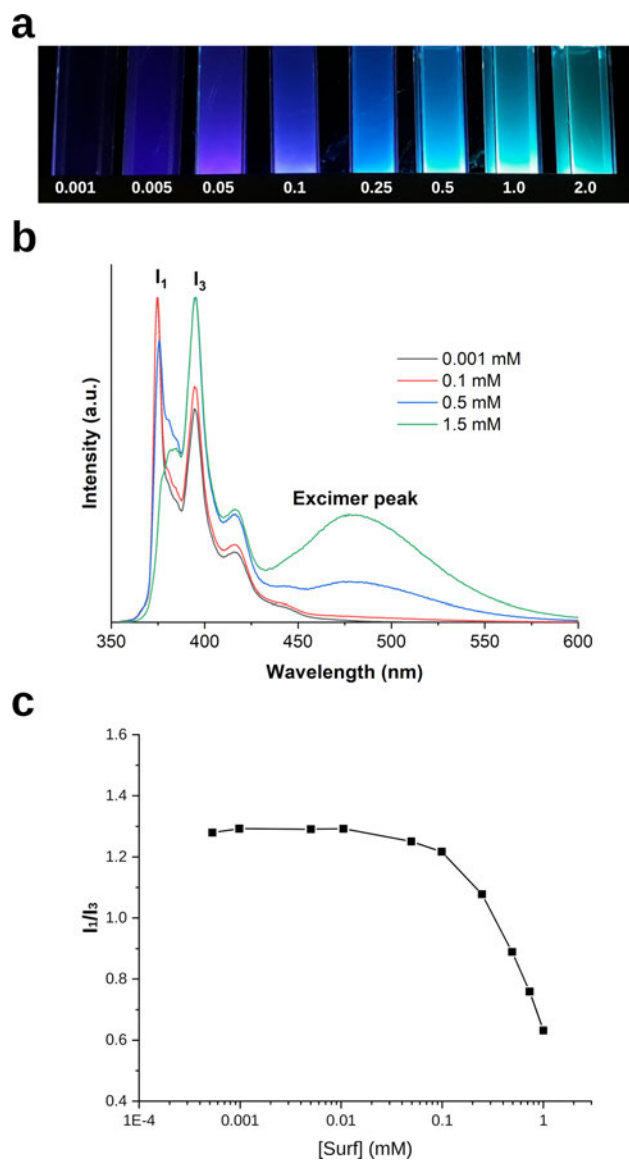 a
0.001 0.005 0.05 0.1 0.25 0.5 1.0 2.0
b
I₁ I₃
0.001 mM
0.1 mM
0.5 mM
1.5 mM
Excimer peak
Intensity (a.u.)
350 400 450 500 550 600
Wavelength (nm)
c
1.6
1.4
1.2
1.0
0.8
0.6
0.4
I₁/I₃
1E-4 0.001 0.01 0.1 1
[Surf] (mM)